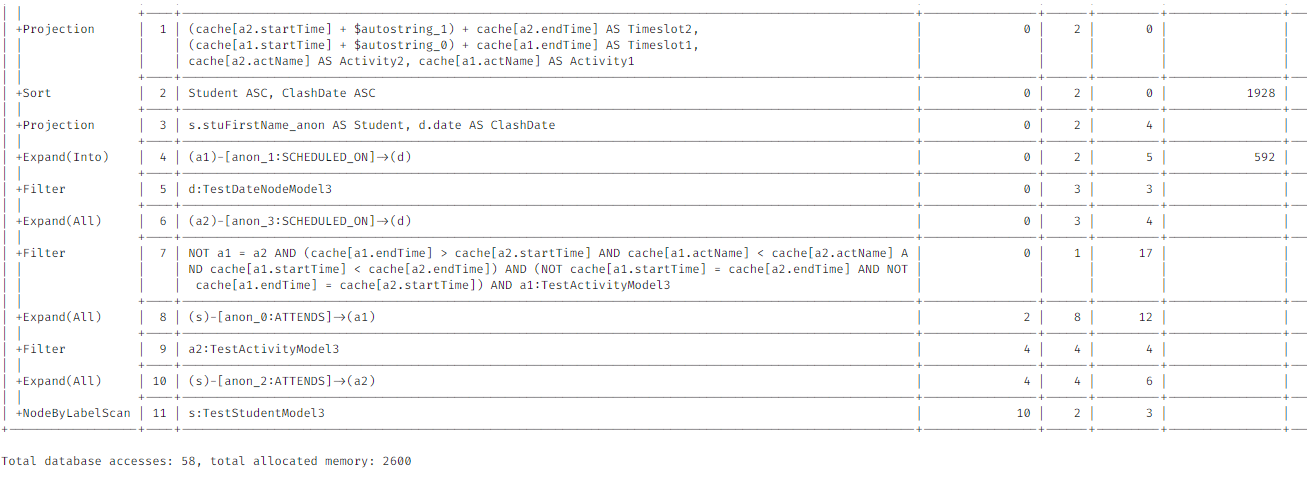 +Projection | 1 | (cache[a2.startTime] + $autostring_1) + cache[a2.endTime] AS Timeslot2, | 0 | 2 | 0 |
(cache[a1.startTime] + $autostring_0) + cache[a1.endTime] AS Timeslot1,
cache[a2.actName] AS Activity2, cache[a1.actName] AS Activity1
+Sort | 2 | Student ASC, ClashDate ASC | 0 | 2 | 0 | 1928 |
+Projection | 3 | s.stuFirstName_anon AS Student, d.date AS ClashDate | 0 | 2 | 4 |
+Expand(Into) | 4 | (a1)-[anon_1:SCHEDULED_ON]->(d) | 0 | 2 | 5 | 592 |
+Filter | 5 | d:TestDateNodeModel3 | 0 | 3 | 3 |
+Expand(All) | 6 | (a2)-[anon_3:SCHEDULED_ON]->(d) | 0 | 3 | 4 |
+Filter | 7 | NOT a1 = a2 AND (cache[a1.endTime] > cache[a2.startTime] AND cache[a1.actName] < cache[a2.actName] A | 0 | 1 | 17 |
ND cache[a1.startTime] < cache[a2.endTime]) AND (NOT cache[a1.startTime] = cache[a2.endTime] AND NOT
cache[a1.endTime] = cache[a2.startTime]) AND a1:TestActivityModel3
+Expand(All) | 8 | (s)-[anon_0:ATTENDS]->(a1) | 2 | 8 | 12 |
+Filter | 9 | a2:TestActivityModel3 | 4 | 4 | 4 |
+Expand(All) | 10 | (s)-[anon_2:ATTENDS]->(a2) | 4 | 4 | 6 |
+NodeByLabelScan | 11 | s:TestStudentModel3 | 10 | 2 | 3 |
Total database accesses: 58, total allocated memory: 2600